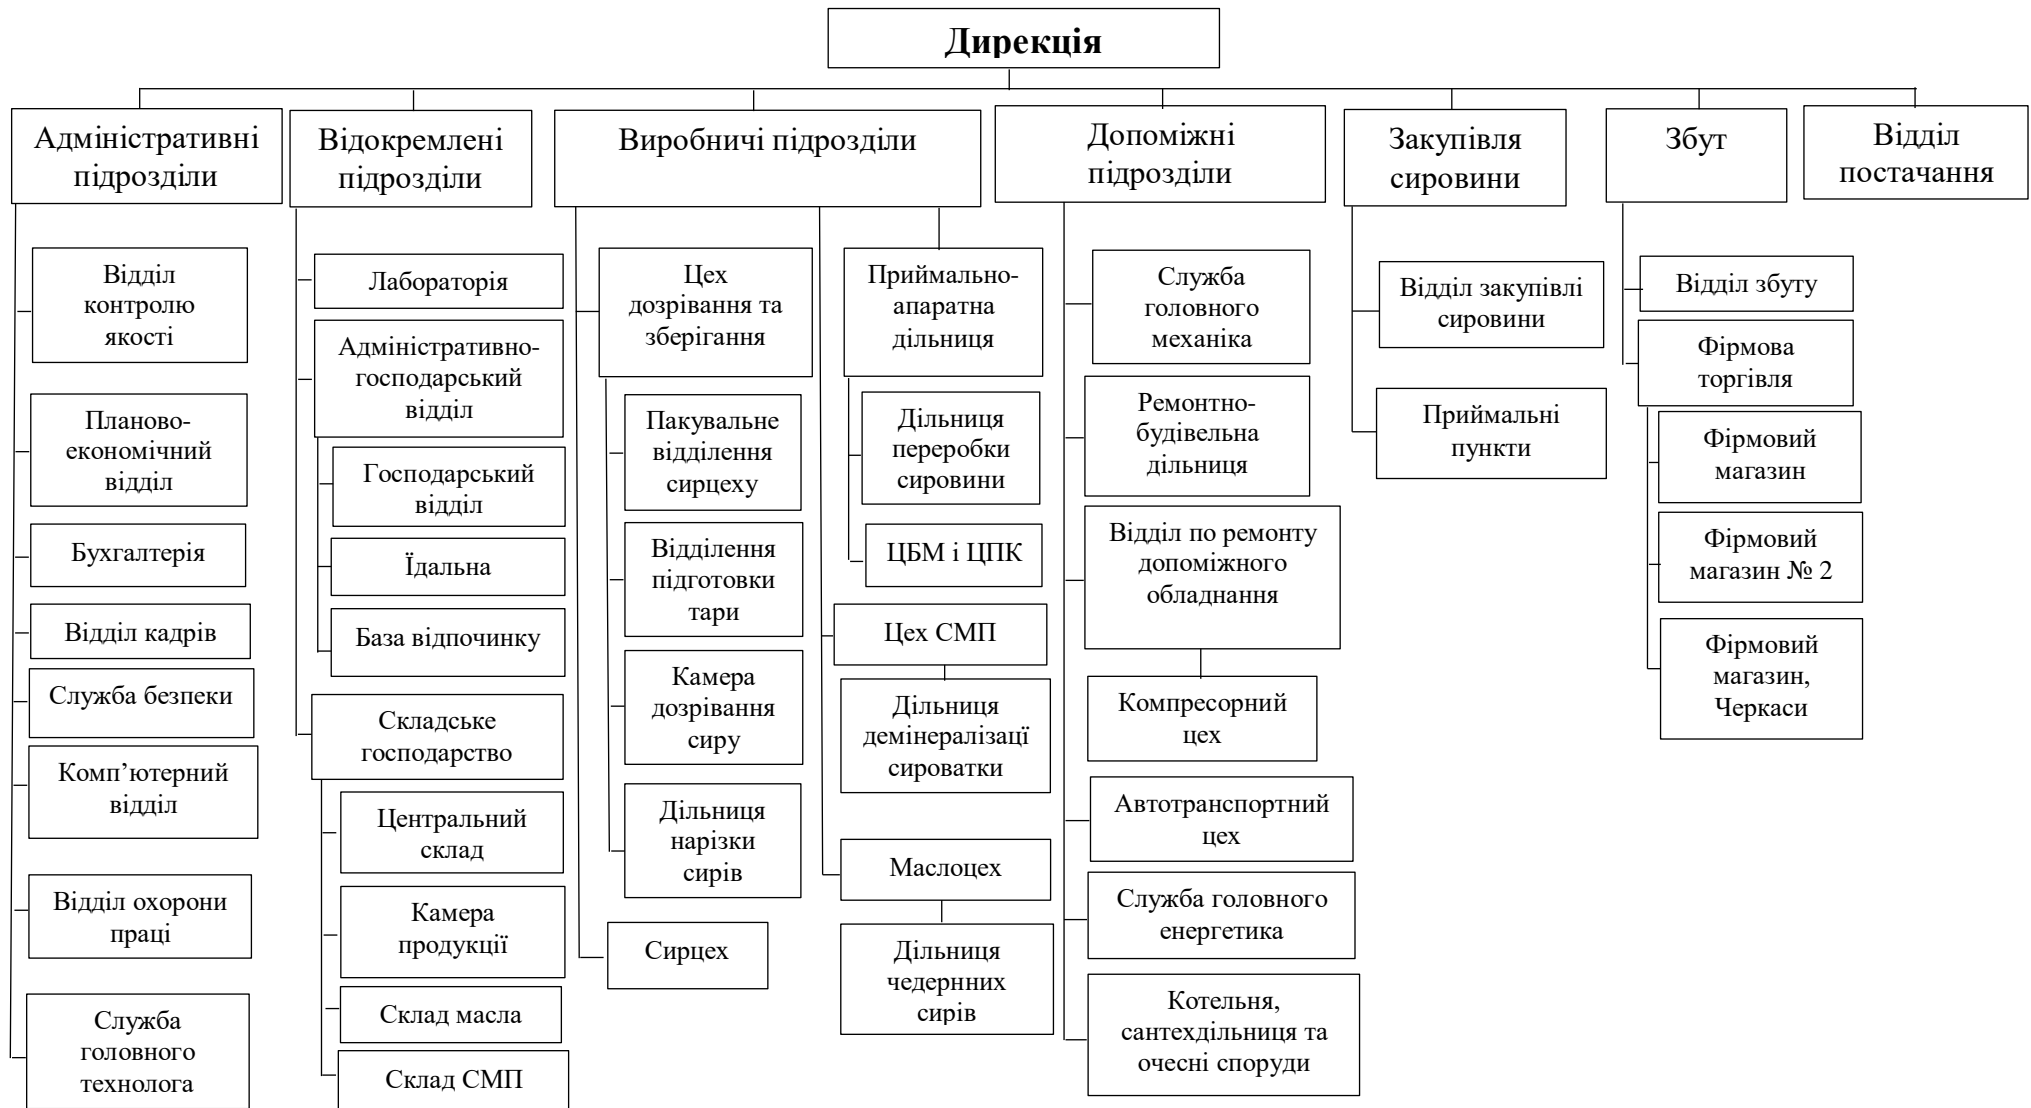 Дирекція
Адміністративні
підрозділи
Відокремлені
підрозділи
Виробничі підрозділи
Допоміжні
підрозділи
Закупівля
сировини
Збут
Відділ
постачання
Відділ
контролю
якості
Планово-
економічний
відділ
Бухгалтерія
Відділ кадрів
Служба безпеки
Комп’ютерний
відділ
Відділ охорони
праці
Служба
головного
технолога
Лабораторія
Адміністративно-
господарський
відділ
Господарський
відділ
Їдальна
База відпочинку
Складське
господарство
Центральний
склад
Камера
продукції
Склад масла
Склад СМП
Цех
дозрівання та
зберігання
Пакувальне
відділення
сирцеху
Відділення
підготовки
тари
Камера
дозрівання
сиру
Дільниця
нарізки
сирів
Сирцех
Приймально-
апаратна
дільниця
Дільниця
переробки
сировини
ЦБМ і ЦПК
Цех СМП
Дільниця
демінералізаці
сироватки
Маслоцех
Дільниця
чедернних
сирів
Служба
головного
механіка
Ремонтно-
будівельна
дільниця
Відділ по ремонту
допоміжного
обладнання
Компресорний
цех
Автотранспортний
цех
Служба головного
енергетика
Котельня,
сантехдільниця та
очесні споруди
Відділ закупівлі
сировини
Приймальні
пункти
Відділ збуту
Фірмова
торгівля
Фірмовий
магазин
Фірмовий
магазин № 2
Фірмовий
магазин,
Черкаси